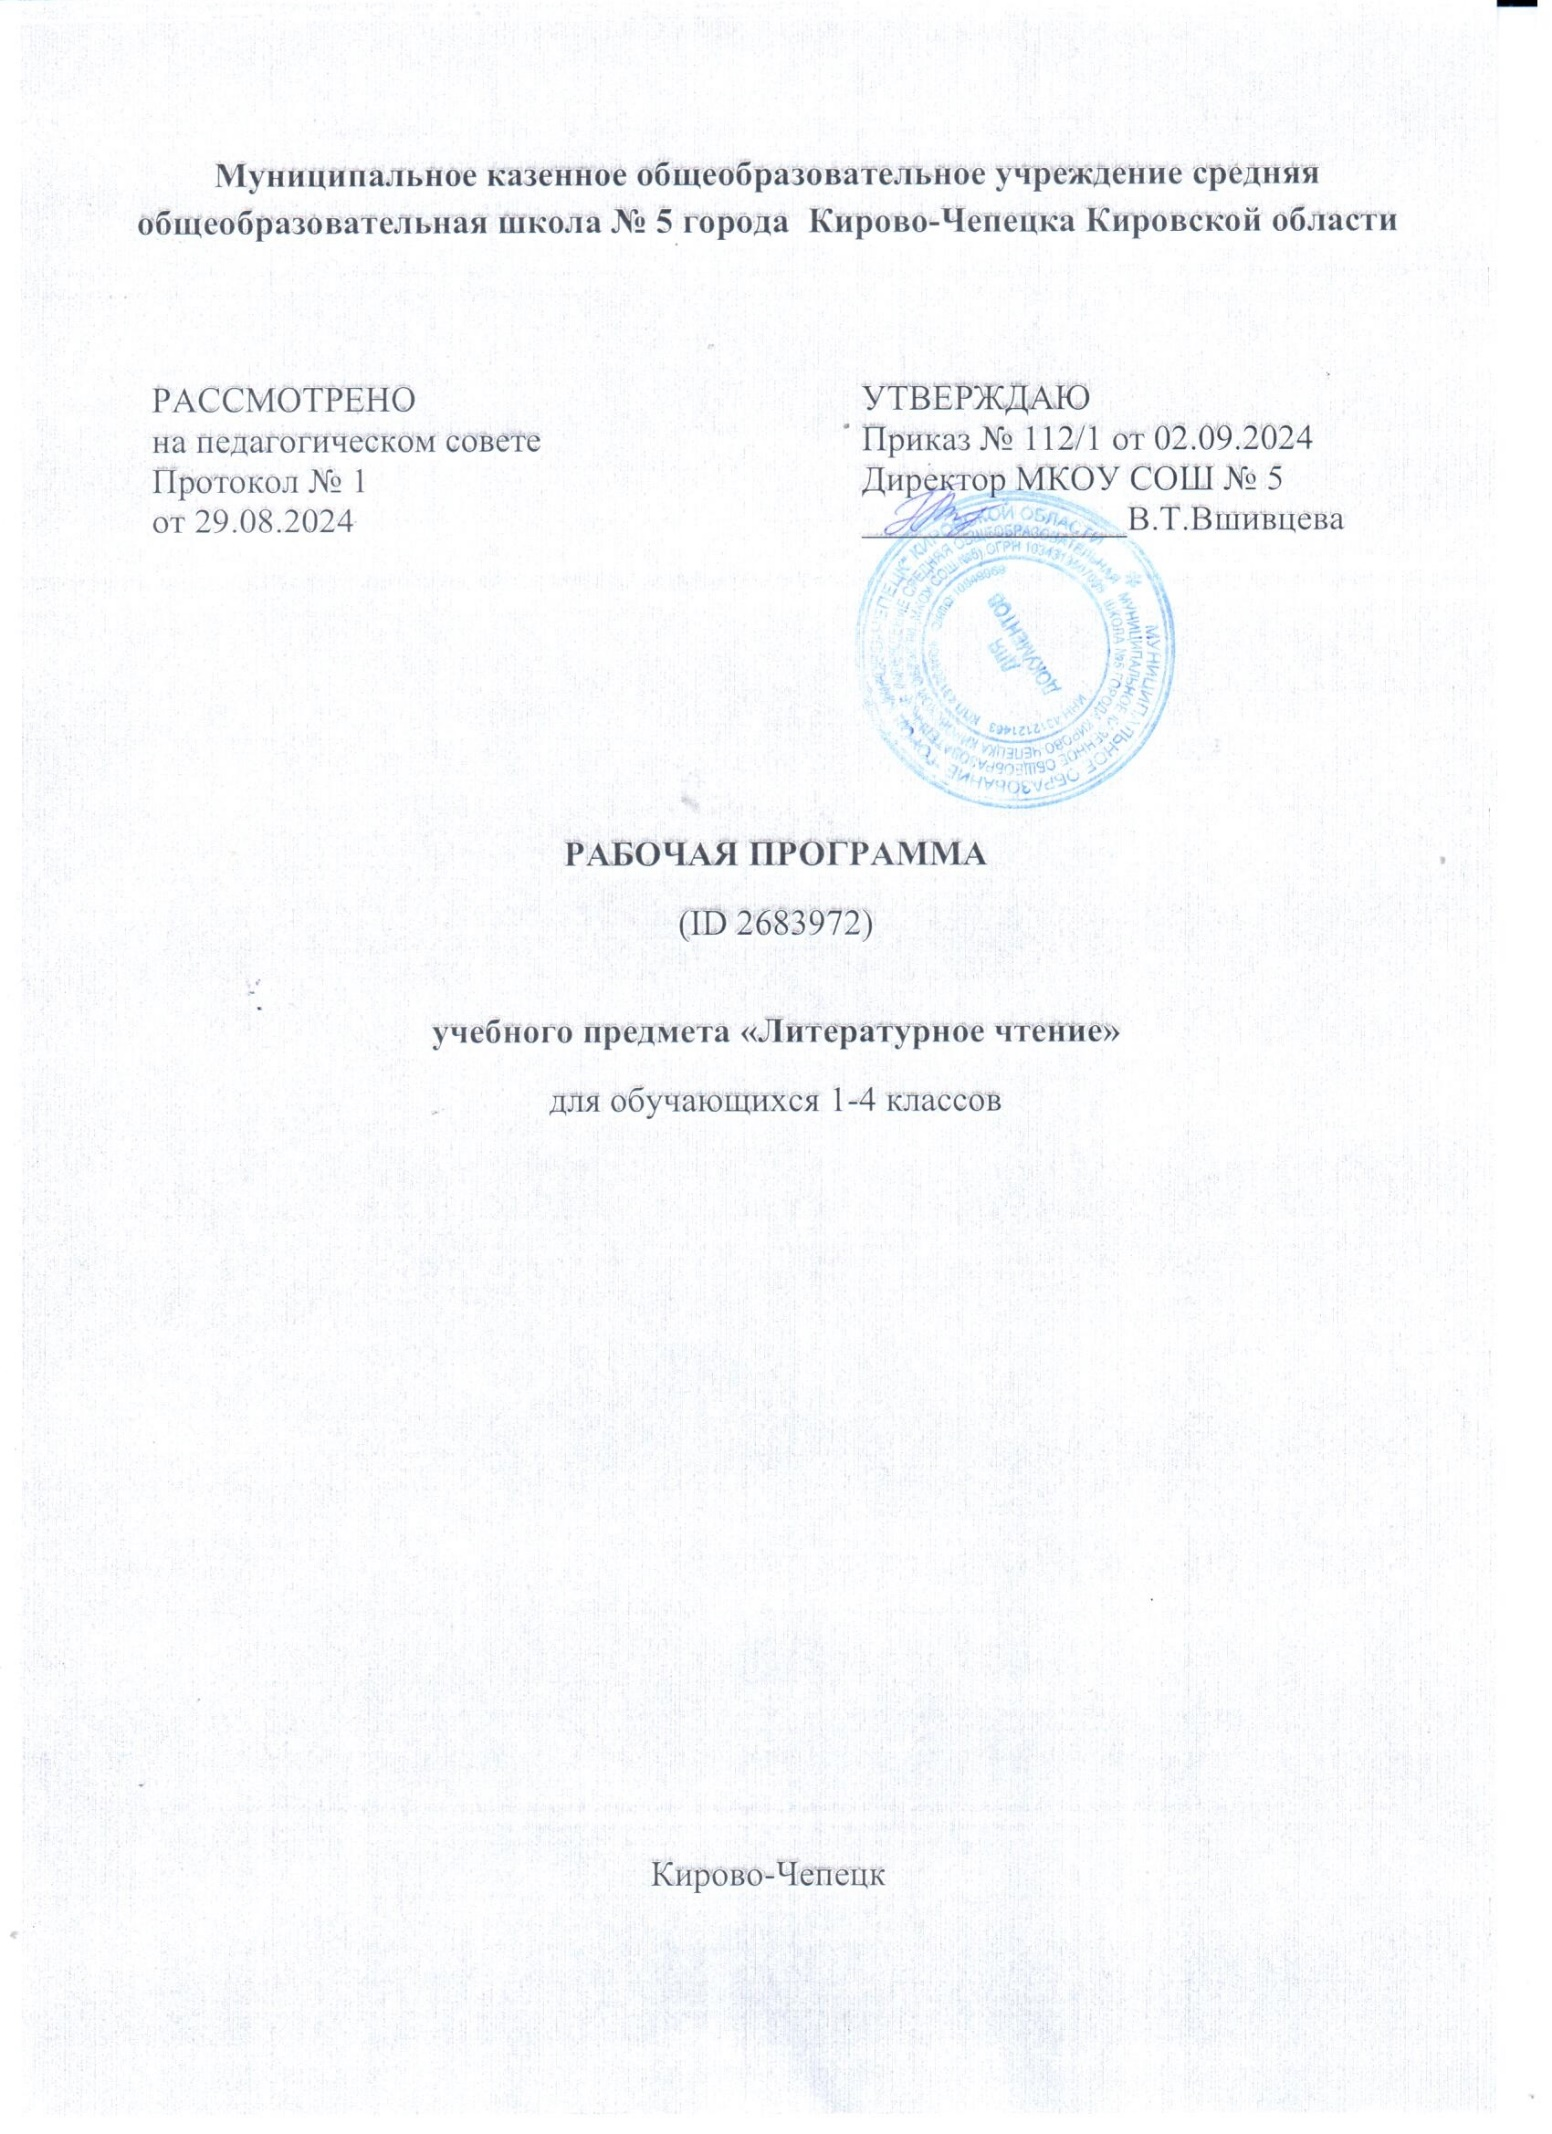 Муниципальное казенное общеобразовательное учреждение средняя
общеобразовательная школа № 5 города Кирово-Чепецка Кировской области
РАССМОТРЕНО
на педагогическом совете
Протокол № 1
от 29.08.2024
УТВЕРЖДАЮ
Приказ № 112/1 от 02.09.2024
Директор МКОУ СОШ № 5
В.Т.Вшивцева
ДЛЯ
ДОКУМЕНТОВ
РАБОЧАЯ ПРОГРАММА
(ID 2683972)
учебного предмета «Литературное чтение»
для обучающихся 1-4 классов
Кирово-Чепецк